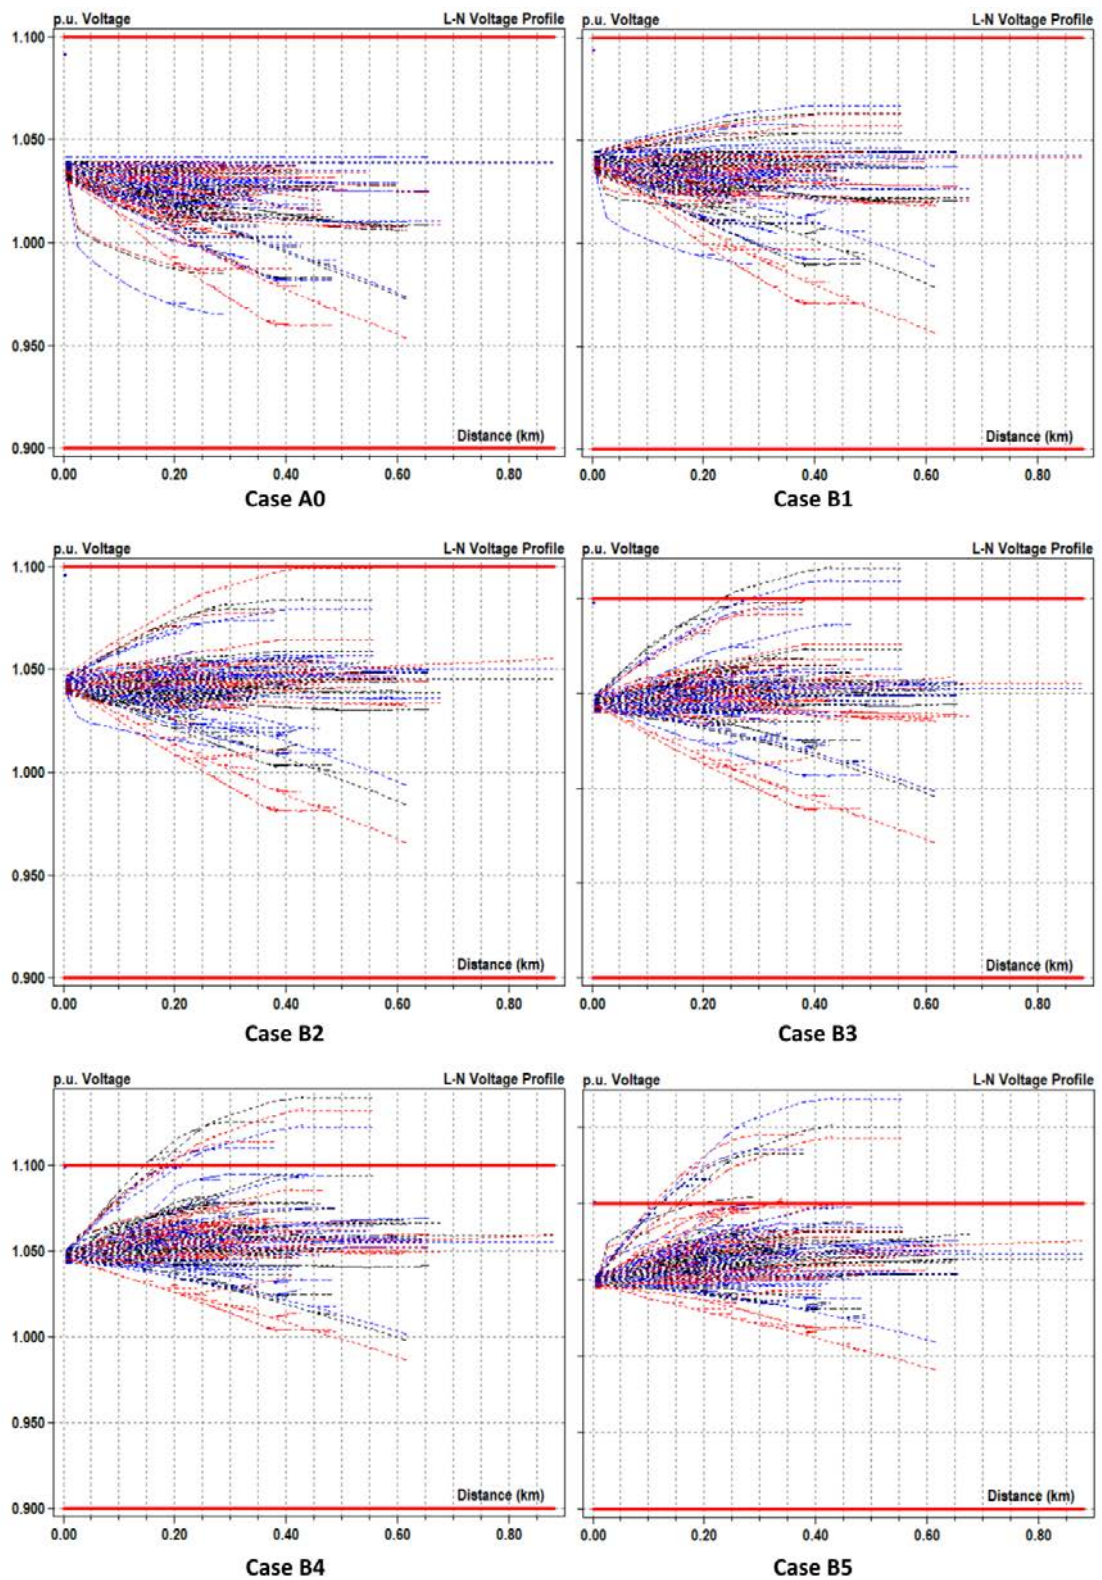 p.u. Voltage L-N Voltage Profile p.u. Voltage L-N Voltage Profile
1.100
1.050
1.000
0.950
0.900
Distance (km) Distance (km)
0.00 0.20 0.40 0.60 0.80 0.00 0.20 0.40 0.60 0.80
Case A0 Case B1
p.u. Voltage L-N Voltage Profile p.u. Voltage L-N Voltage Profile
1.100
1.050
1.000
0.950
0.900
Distance (km) Distance (km)
0.00 0.20 0.40 0.60 0.80 0.00 0.20 0.40 0.60 0.80
Case B2 Case B3
p.u. Voltage L-N Voltage Profile p.u. Voltage L-N Voltage Profile
1.100
1.050
1.000
0.950
0.900
Distance (km) Distance (km)
0.00 0.20 0.40 0.60 0.80 0.00 0.20 0.40 0.60 0.80
Case B4 Case B5